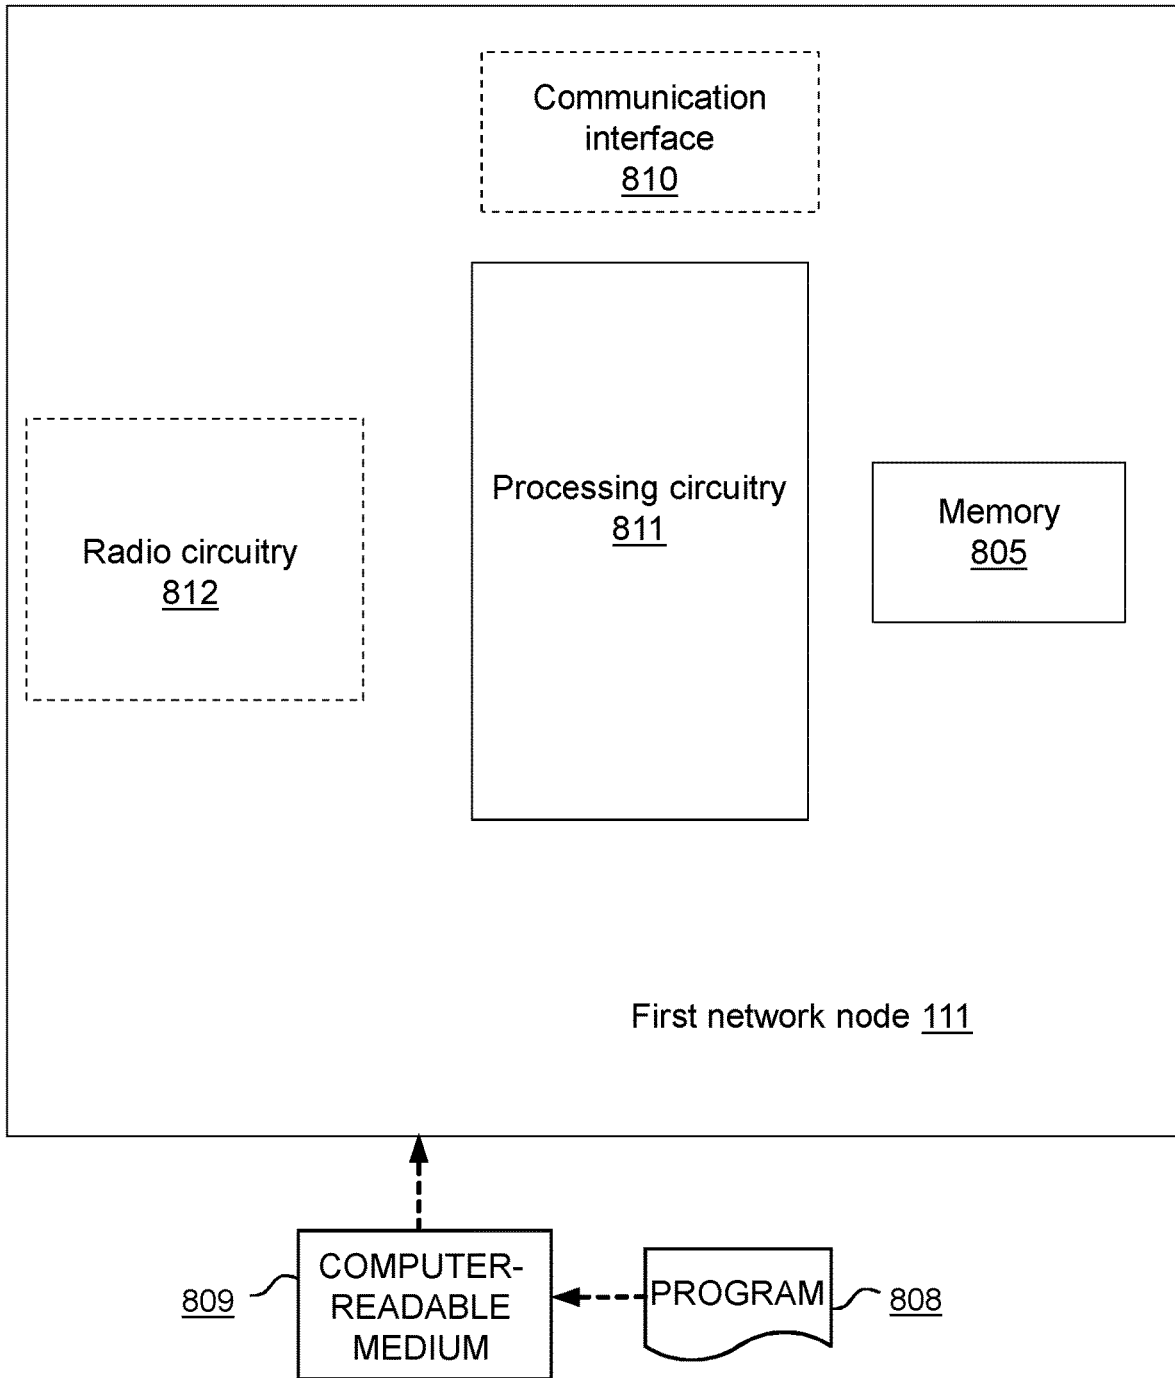 Communication
interface
810
Processing circuitry
811
Memory
805
Radio circuitry
812
First network node 111
COMPUTER-
READABLE
MEDIUM
809
PROGRAM
808